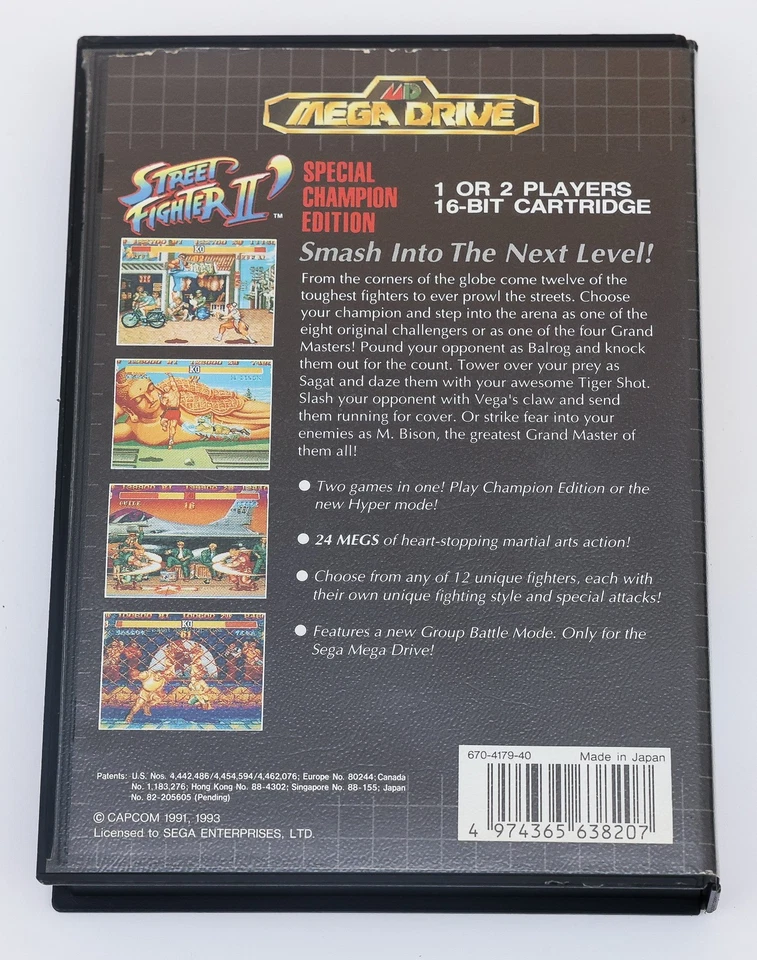 MD
MEGA DRIVE
STREET
FIGHTER II'™
SPECIAL
CHAMPION
EDITION
1 OR 2 PLAYERS
16-BIT CARTRIDGE
Smash Into The Next Level!
From the corners of the globe come twelve of the
toughest fighters to ever prowl the streets. Choose
your champion and step into the arena as one of the
eight original challengers or as one of the four Grand
Masters! Pound your opponent as Balrog and knock
them out for the count. Tower over your prey as
Sagat and daze them with your awesome Tiger Shot.
Slash your opponent with Vega's claw and send
them running for cover. Or strike fear into your
enemies as M. Bison, the greatest Grand Master of
them all!
● Two games in one! Play Champion Edition or the
new Hyper mode!
● 24 MEGS of heart-stopping martial arts action!
● Choose from any of 12 unique fighters, each with
their own unique fighting style and special attacks!
● Features a new Group Battle Mode. Only for the
Sega Mega Drive!
KO
KO
GUILE
16
KO
61
Patents: U.S. Nos. 4,442,486/4,454,594/4,462,076; Europe No. 80244; Canada
No. 1,183,276; Hong Kong No. 88-4302; Singapore No. 88-155; Japan
No. 82-205605 (Pending)
© CAPCOM 1991, 1993
Licensed to SEGA ENTERPRISES, LTD.
670-4179-40 Made in Japan
4 974365 638207